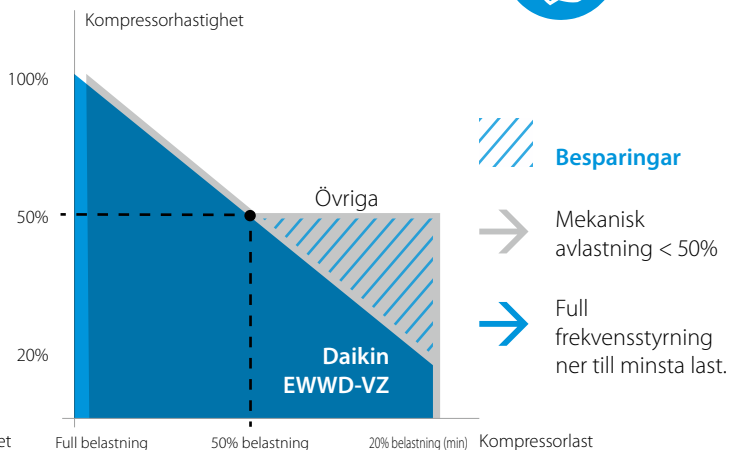 Kompressorhastighet
100%
Besparingar
Övriga
Mekanisk
avlastning < 50%
50%
Full
frekvensstyrning
ner till minsta last.
20%
Daikin
EWWD-VZ
et
Full belastning
50% belastning
20% belastning (min)
Kompressorlast